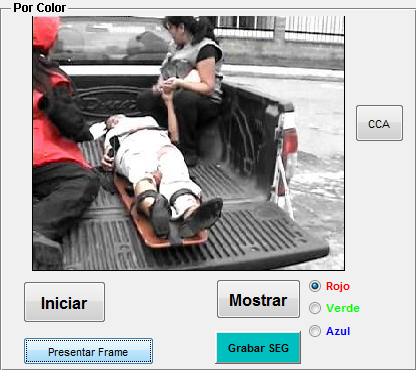 Por Color
CCA
Iniciar
Mostrar
Rojo
Verde
Azul
Presentar Frame
Grabar SEG